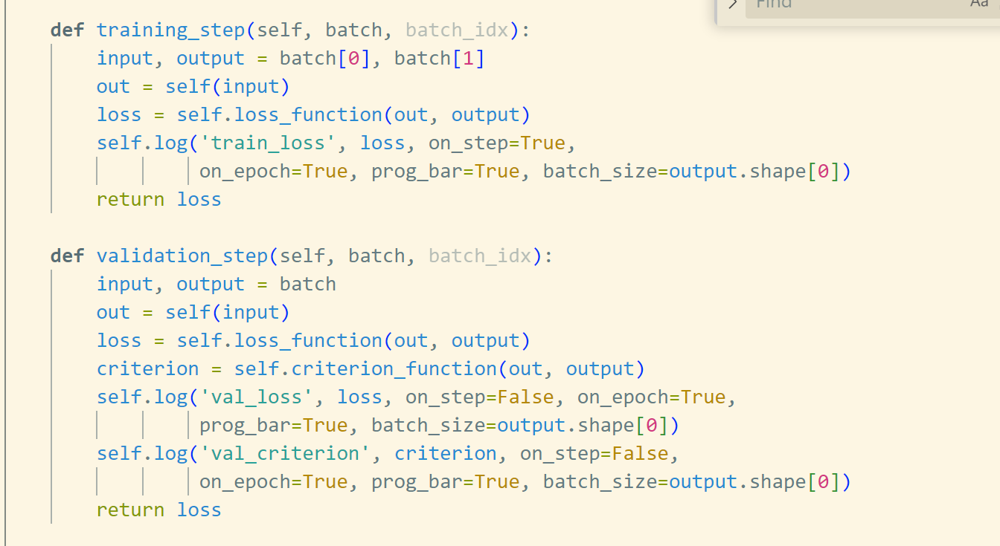 > Find Aa
def training_step(self, batch, batch_idx):
    input, output = batch[0], batch[1]
    out = self(input)
    loss = self.loss_function(out, output)
    self.log('train_loss', loss, on_step=True,
             on_epoch=True, prog_bar=True, batch_size=output.shape[0])
    return loss

def validation_step(self, batch, batch_idx):
    input, output = batch
    out = self(input)
    loss = self.loss_function(out, output)
    criterion = self.criterion_function(out, output)
    self.log('val_loss', loss, on_step=False, on_epoch=True,
             prog_bar=True, batch_size=output.shape[0])
    self.log('val_criterion', criterion, on_step=False,
             on_epoch=True, prog_bar=True, batch_size=output.shape[0])
    return loss